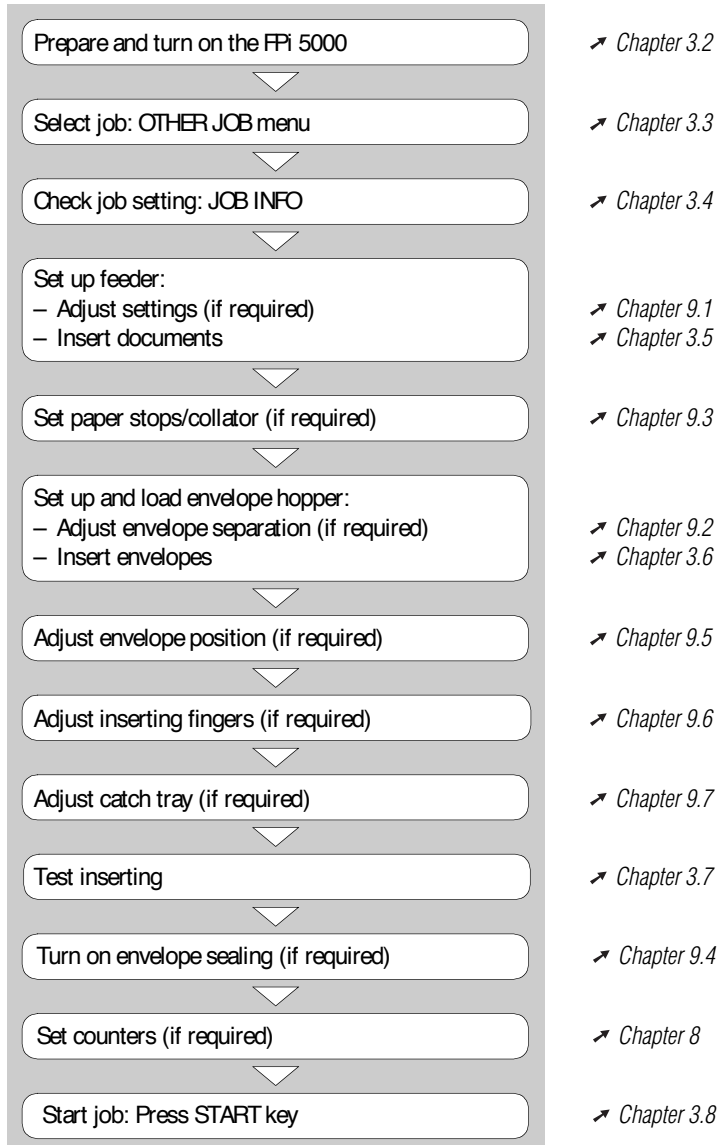 Prepare and turn on the FPi 5000 ➚ Chapter 3.2
Select job: OTHER JOB menu ➚ Chapter 3.3
Check job setting: JOB INFO ➚ Chapter 3.4
Set up feeder:
– Adjust settings (if required) ➚ Chapter 9.1
– Insert documents ➚ Chapter 3.5
Set paper stops/collator (if required) ➚ Chapter 9.3
Set up and load envelope hopper:
– Adjust envelope separation (if required) ➚ Chapter 9.2
– Insert envelopes ➚ Chapter 3.6
Adjust envelope position (if required) ➚ Chapter 9.5
Adjust inserting fingers (if required) ➚ Chapter 9.6
Adjust catch tray (if required) ➚ Chapter 9.7
Test inserting ➚ Chapter 3.7
Turn on envelope sealing (if required) ➚ Chapter 9.4
Set counters (if required) ➚ Chapter 8
Start job: Press START key ➚ Chapter 3.8